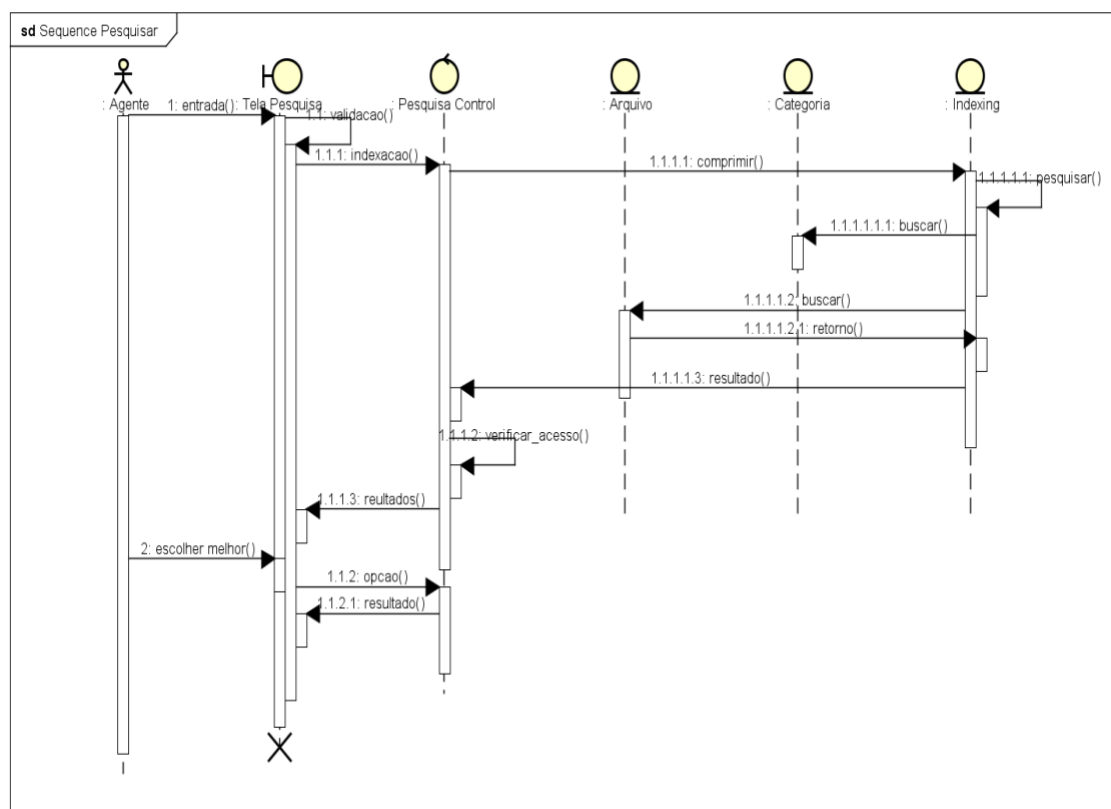 sd Sequence Pesquisar
: Agente
: Tela Pesquisa
: Pesquisa Control
: Arquivo
: Categoria
: Indexing
1: entrada()
1.1: validacao()
1.1.1: indexacao()
1.1.1.1: comprimir()
1.1.1.1.1: pesquisar()
1.1.1.1.1.1: buscar()
1.1.1.1.2: buscar()
1.1.1.1.2.1: retorno()
1.1.1.1.3: resultado()
1.1.1.2: verificar_acesso()
1.1.1.3: reultados()
2: escolher melhor()
1.1.2: opcao()
1.1.2.1: resultado()